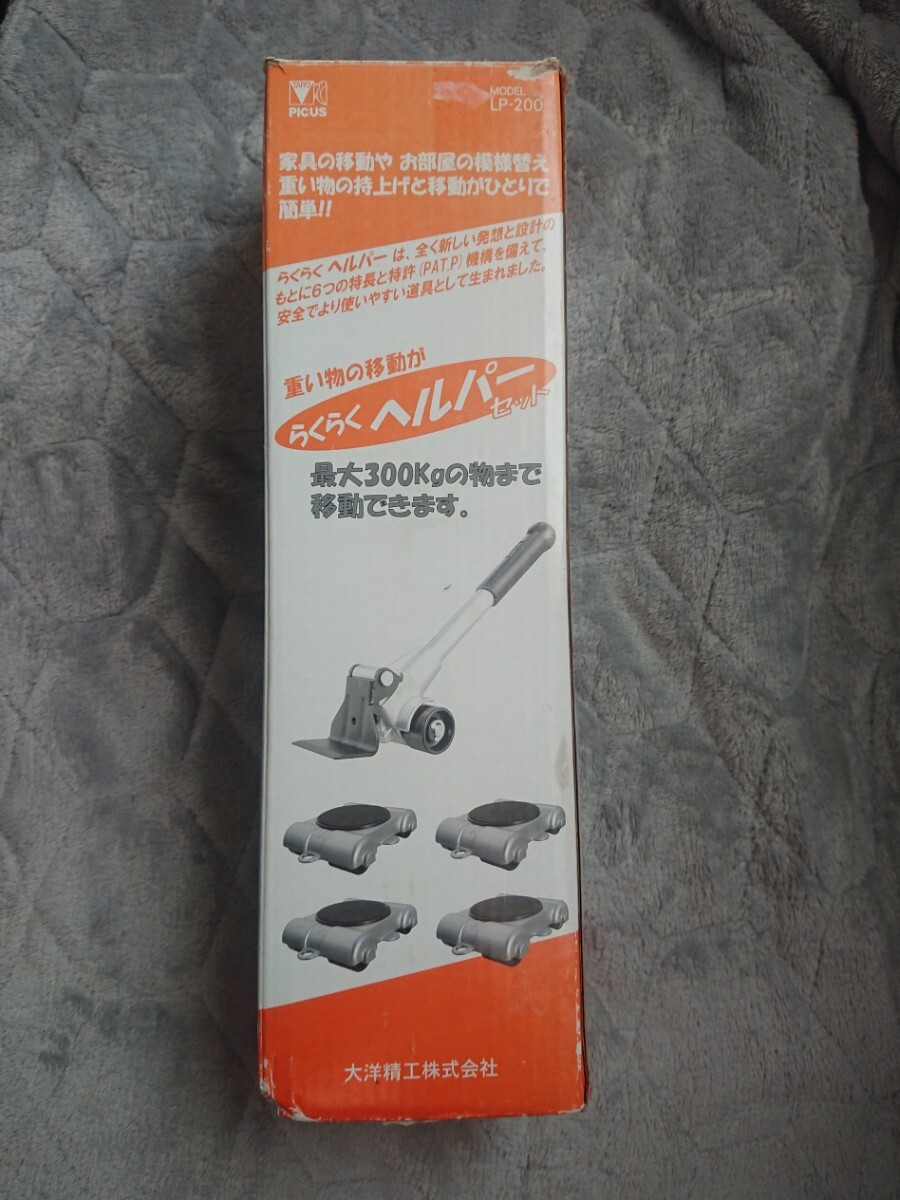 TAIYO
PICUS
MODEL
LP-200
家具の移動や お部屋の模様替え
重い物の持上げと移動がひとりで
簡単!!
らくらく ヘルパー は、全く新しい発想と設計の
もとに6つの特長と特許(PAT.P)機構を備えて、
安全でより使いやすい道具として生まれました。
重い物の移動が
らくらく ヘルパー セット
最大300Kgの物まで
移動できます。
大洋精工株式会社